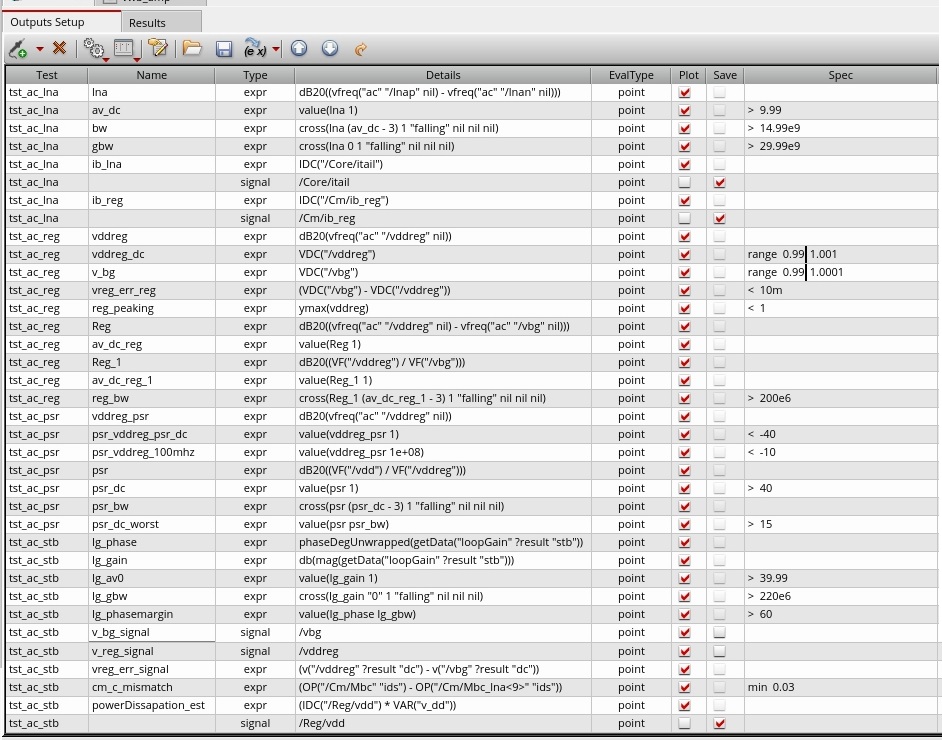 Outputs Setup Results
Test Name Type Details EvalType Plot Save Spec
tst_ac_lna lna expr dB20((vfreq("ac" "/lnap" nil) - vfreq("ac" "/lnan" nil))) point
tst_ac_lna av_dc expr value(lna 1) point > 9.99
tst_ac_lna bw expr cross(lna (av_dc - 3) 1 "falling" nil nil nil) point > 14.99e9
tst_ac_lna gbw expr cross(lna 0 1 "falling" nil nil nil) point > 29.99e9
tst_ac_lna ib_lna expr IDC("/Core/itail") point
tst_ac_lna signal /Core/itail point
tst_ac_lna ib_reg expr IDC("/Cm/ib_reg") point
tst_ac_lna signal /Cm/ib_reg point
tst_ac_reg vddreg expr dB20(vfreq("ac" "/vddreg" nil)) point
tst_ac_reg vddreg_dc expr VDC("/vddreg") point range 0.99 1.001
tst_ac_reg v_bg expr VDC("/vbg") point range 0.99 1.0001
tst_ac_reg vreg_err_reg expr (VDC("/vbg") - VDC("/vddreg")) point < 10m
tst_ac_reg reg_peaking expr ymax(vddreg) point < 1
tst_ac_reg Reg expr dB20((vfreq("ac" "/vddreg" nil) - vfreq("ac" "/vbg" nil))) point
tst_ac_reg av_dc_reg expr value(Reg 1) point
tst_ac_reg Reg_1 expr dB20((VF("/vddreg") / VF("/vbg"))) point
tst_ac_reg av_dc_reg_1 expr value(Reg_1 1) point
tst_ac_reg reg_bw expr cross(Reg_1 (av_dc_reg_1 - 3) 1 "falling" nil nil nil) point > 200e6
tst_ac_psr vddreg_psr expr dB20(vfreq("ac" "/vddreg" nil)) point
tst_ac_psr psr_vddreg_psr_dc expr value(vddreg_psr 1) point < -40
tst_ac_psr psr_vddreg_100mhz expr value(vddreg_psr 1e+08) point < -10
tst_ac_psr psr expr dB20((VF("/vdd") / VF("/vddreg"))) point
tst_ac_psr psr_dc expr value(psr 1) point > 40
tst_ac_psr psr_bw expr cross(psr (psr_dc - 3) 1 "falling" nil nil nil) point
tst_ac_psr psr_dc_worst expr value(psr psr_bw) point > 15
tst_ac_stb lg_phase expr phaseDegUnwrapped(getData("loopGain" ?result "stb")) point
tst_ac_stb lg_gain expr db(mag(getData("loopGain" ?result "stb"))) point
tst_ac_stb lg_av0 expr value(lg_gain 1) point > 39.99
tst_ac_stb lg_gbw expr cross(lg_gain "0" 1 "falling" nil nil nil) point > 220e6
tst_ac_stb lg_phasemargin expr value(lg_phase lg_gbw) point > 60
tst_ac_stb v_bg_signal signal /vbg point
tst_ac_stb v_reg_signal signal /vddreg point
tst_ac_stb vreg_err_signal expr (v("/vddreg" ?result "dc") - v("/vbg" ?result "dc")) point
tst_ac_stb cm_c_mismatch expr (OP("/Cm/Mbc" "ids") - OP("/Cm/Mbc_lna<9>" "ids")) point min 0.03
tst_ac_stb powerDissapation_est expr (IDC("/Reg/vdd") * VAR("v_dd")) point
tst_ac_stb signal /Reg/vdd point